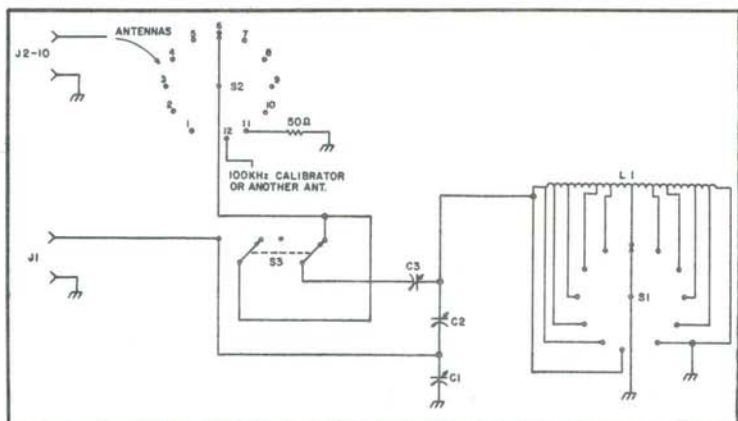 J2-10
ANTENNAS
1
2
3
4
5
6
7
8
9
10
11
12
S2
50Ω
100KHz CALIBRATOR
OR ANOTHER ANT.
J1
S3
C3
C2
C1
L1
S1